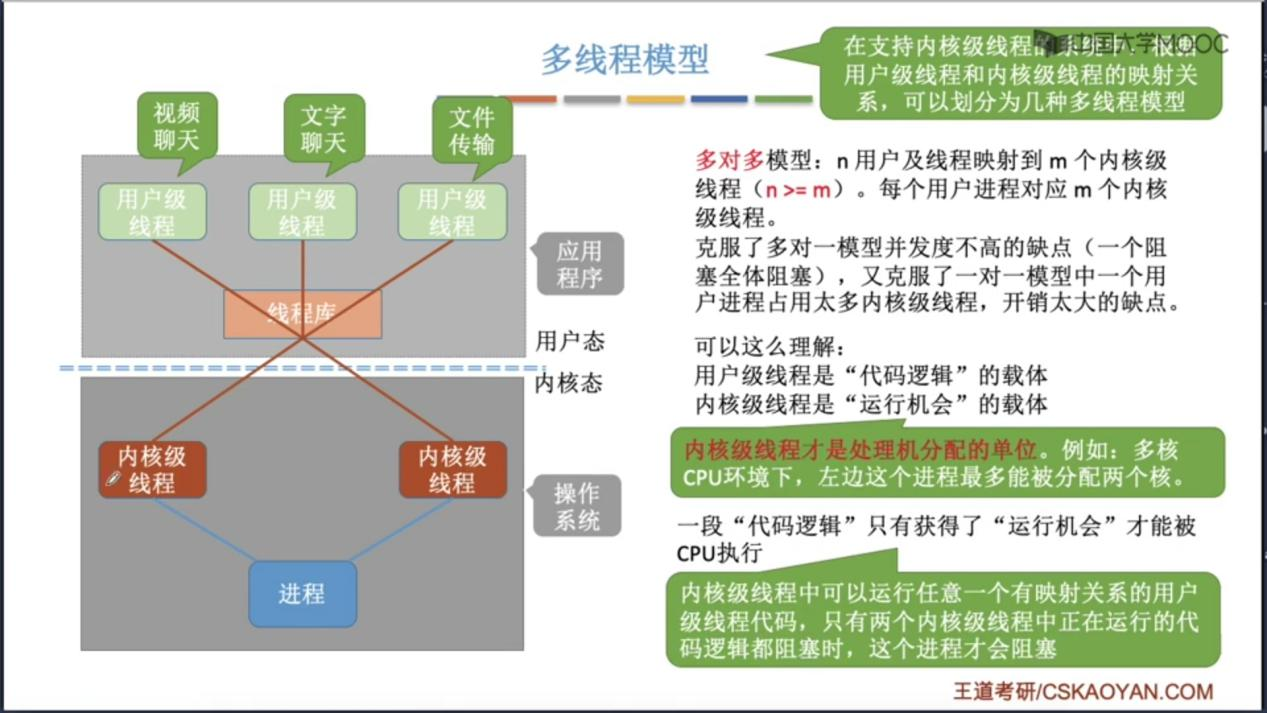 多线程模型
在支持内核级线程的系统中，根据
用户级线程和内核级线程的映射关
系，可以划分为几种多线程模型
中国大学MOOC
视频
聊天
文字
聊天
文件
传输
用户级
线程
用户级
线程
用户级
线程
线程库
应用
程序
用户态
内核态
内核级
线程
内核级
线程
操作
系统
进程
多对多模型：n 用户及线程映射到 m 个内核级
线程（n >= m）。每个用户进程对应 m 个内核
级线程。
克服了多对一模型并发度不高的缺点（一个阻
塞全体阻塞），又克服了一对一模型中一个用
户进程占用太多内核级线程，开销太大的缺点。
可以这么理解：
用户级线程是“代码逻辑”的载体
内核级线程是“运行机会”的载体
内核级线程才是处理机分配的单位。例如：多核
CPU环境下，左边这个进程最多能被分配两个核。
一段“代码逻辑”只有获得了“运行机会”才能被
CPU执行
内核级线程中可以运行任意一个有映射关系的用户
级线程代码，只有两个内核级线程中正在运行的代
码逻辑都阻塞时，这个进程才会阻塞
王道考研/CSKAOYAN.COM